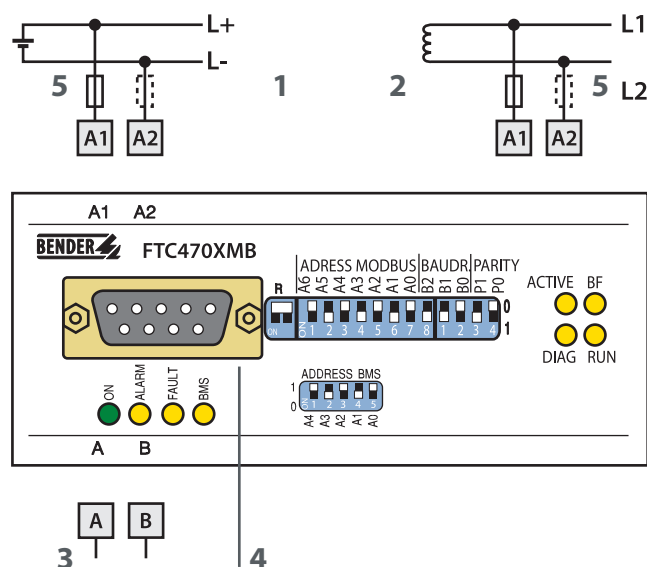 L+ L1
L-
5 1 2 5 L2
A1 A2 A1 A2
A1 A2
BENDER FTC470XMB
ADRESS MODBUS BAUDR. PARITY
R A6 A5 A4 A3 A2 A1 A0 B2 B1 B0 P1 P0
0
ON ON 1 2 3 4 5 6 7 8 1 2 3 4 1
ACTIVE BF
DIAG RUN
ADDRESS BMS
1
0 ON 1 2 3 4 5
A4 A3 A2 A1 A0
ON ALARM FAULT BMS
A B
A B
3 4